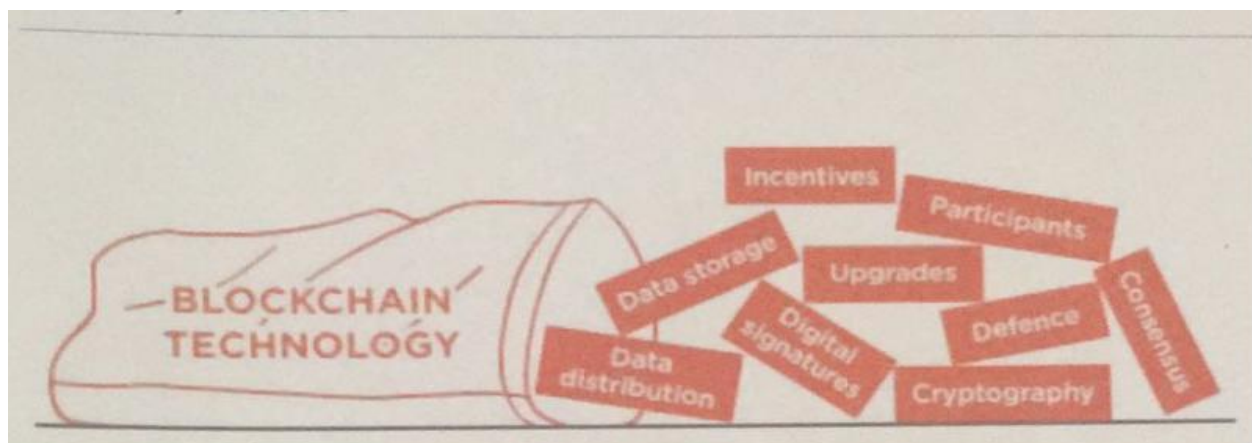 BLOCKCHAIN
TECHNOLOGY
Incentives
Participants
Data storage
Upgrades
Consensus
Digital
signatures
Defence
Data
distribution
Cryptography